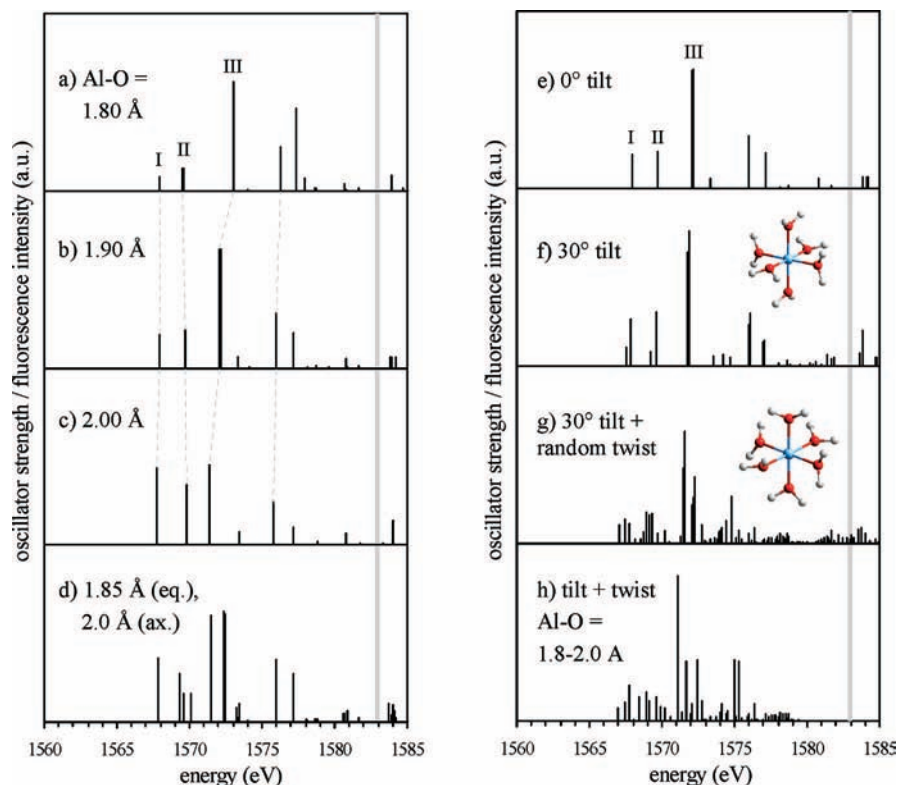 oscillator strength / fluorescence intensity (a.u.)
a) Al-O =
1.80 Å
I
II
III
b) 1.90 Å
c) 2.00 Å
d) 1.85 Å (eq.),
2.0 Å (ax.)
1560 1565 1570 1575 1580 1585
energy (eV)
oscillator strength / fluorescence intensity (a.u.)
e) 0° tilt
I
II
III
f) 30° tilt
g) 30° tilt +
random twist
h) tilt + twist
Al-O =
1.8-2.0 A
1560 1565 1570 1575 1580 1585
energy (eV)